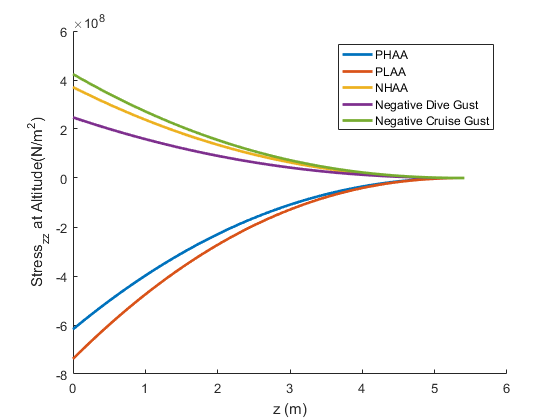 ×10^8
6
4
2
0
-2
-4
-6
-8
Stress_zz at Altitude(N/m^2)
PHAA
PLAA
NHAA
Negative Dive Gust
Negative Cruise Gust
0 1 2 3 4 5 6
z (m)